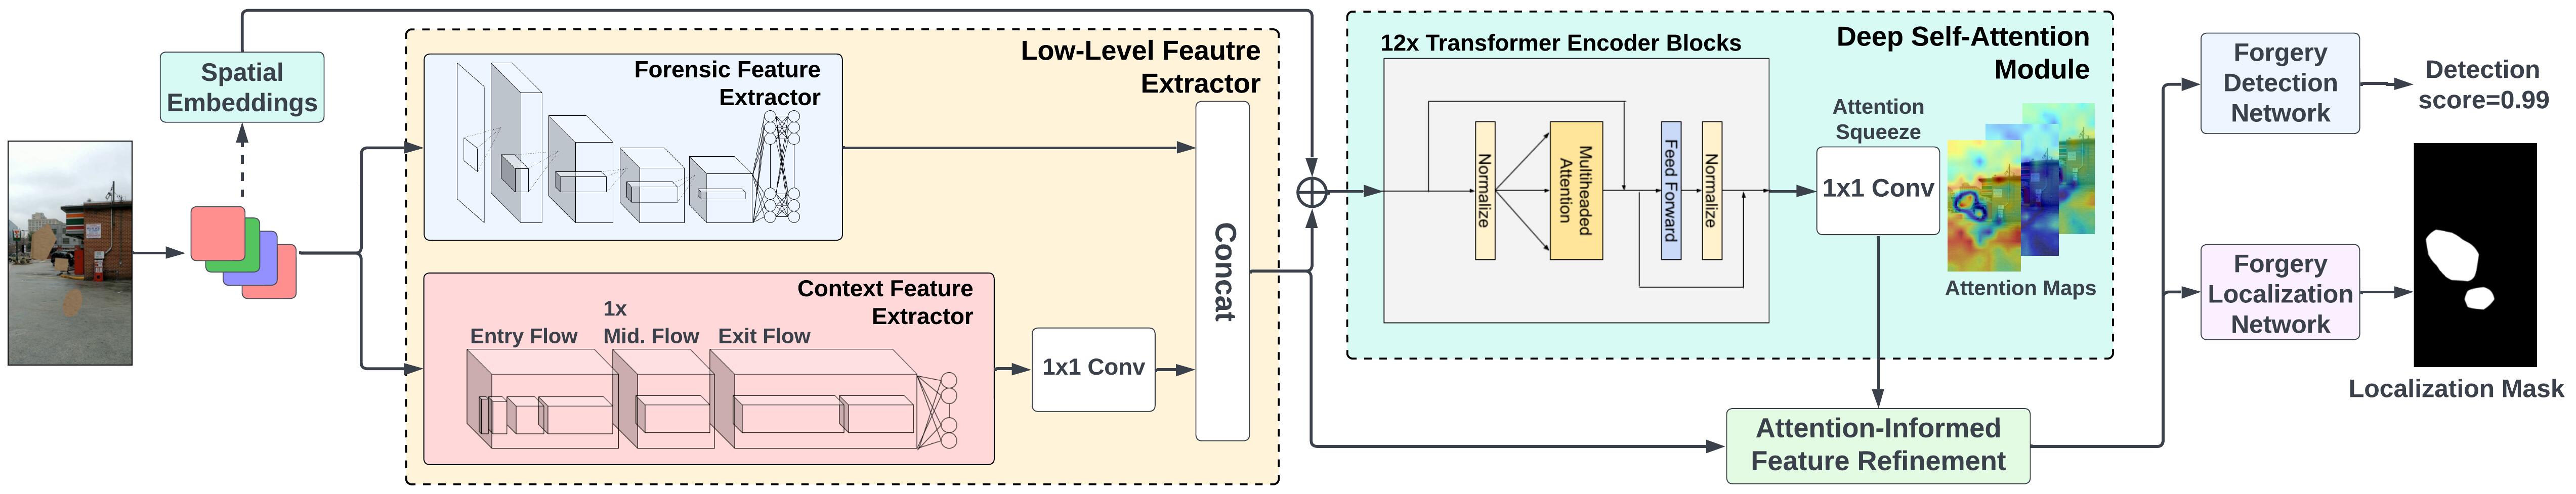 Spatial
Embeddings
Low-Level Feautre
Extractor
Forensic Feature
Extractor
Context Feature
Extractor
Entry Flow
1x
Mid. Flow
Exit Flow
1x1 Conv
Concat
12x Transformer Encoder Blocks
Deep Self-Attention
Module
Normalize
Multiheaded
Attention
Feed Forward
Normalize
Attention
Squeeze
1x1 Conv
Attention Maps
Attention-Informed
Feature Refinement
Forgery
Detection
Network
Detection
score=0.99
Forgery
Localization
Network
Localization Mask